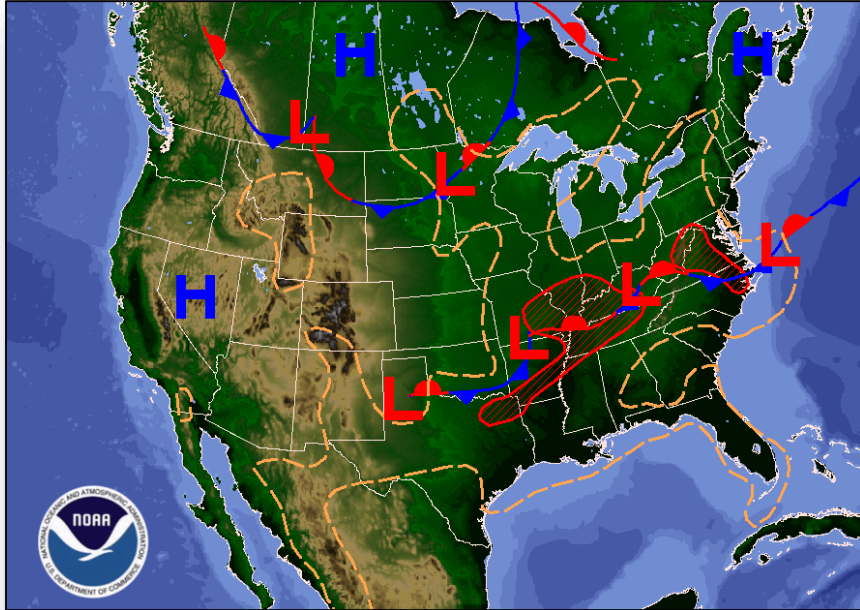 H
H
L
L
L
L
H
L
L
NATIONAL OCEANIC AND ATMOSPHERIC ADMINISTRATION
NOAA
U.S. DEPARTMENT OF COMMERCE